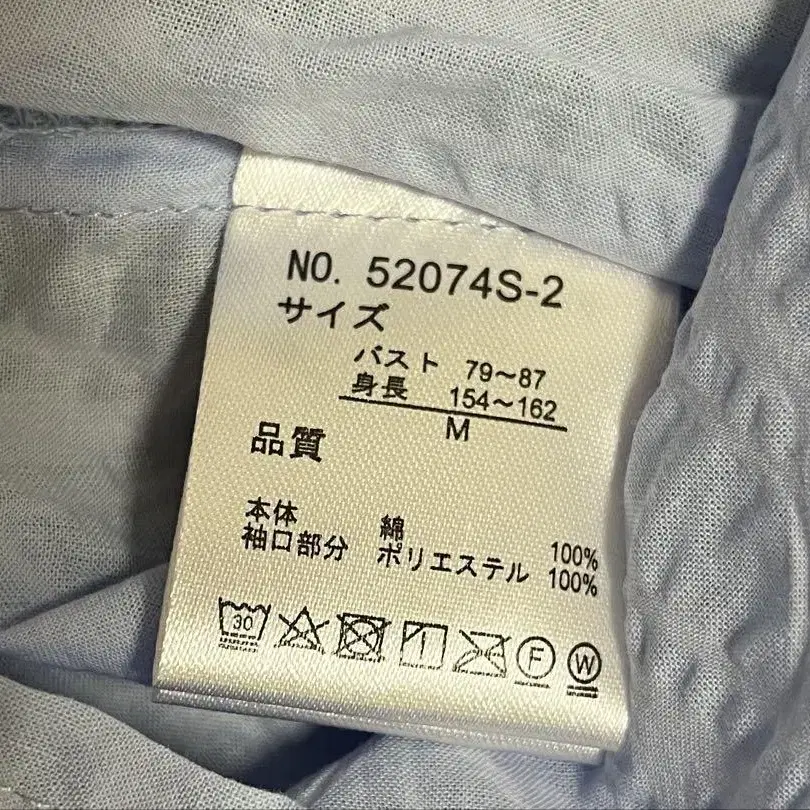 NO. 52074S-2
サイズ
バスト 79～87
身長 154～162
M
品質
本体 綿 100%
袖口部分 ポリエステル 100%
30 F W